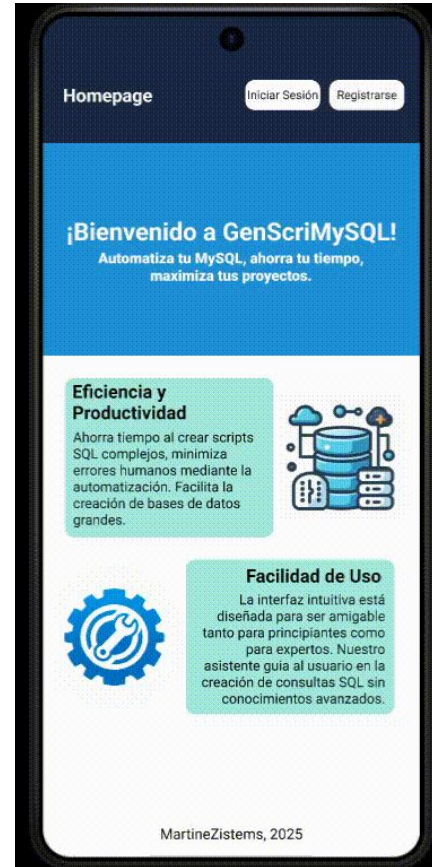 Homepage
Iniciar Sesión
Registrarse
¡Bienvenido a GenScriMySQL!
Automatiza tu MySQL, ahorra tu tiempo,
maximiza tus proyectos.
Eficiencia y
Productividad
Ahorra tiempo al crear scripts
SQL complejos, minimiza
errores humanos mediante la
automatización. Facilita la
creación de bases de datos
grandes.
Facilidad de Uso
La interfaz intuitiva está
diseñada para ser amigable
tanto para principiantes como
para expertos. Nuestro
asistente guia al usuario en la
creación de consultas SQL sin
conocimientos avanzados.
MartineZistems, 2025